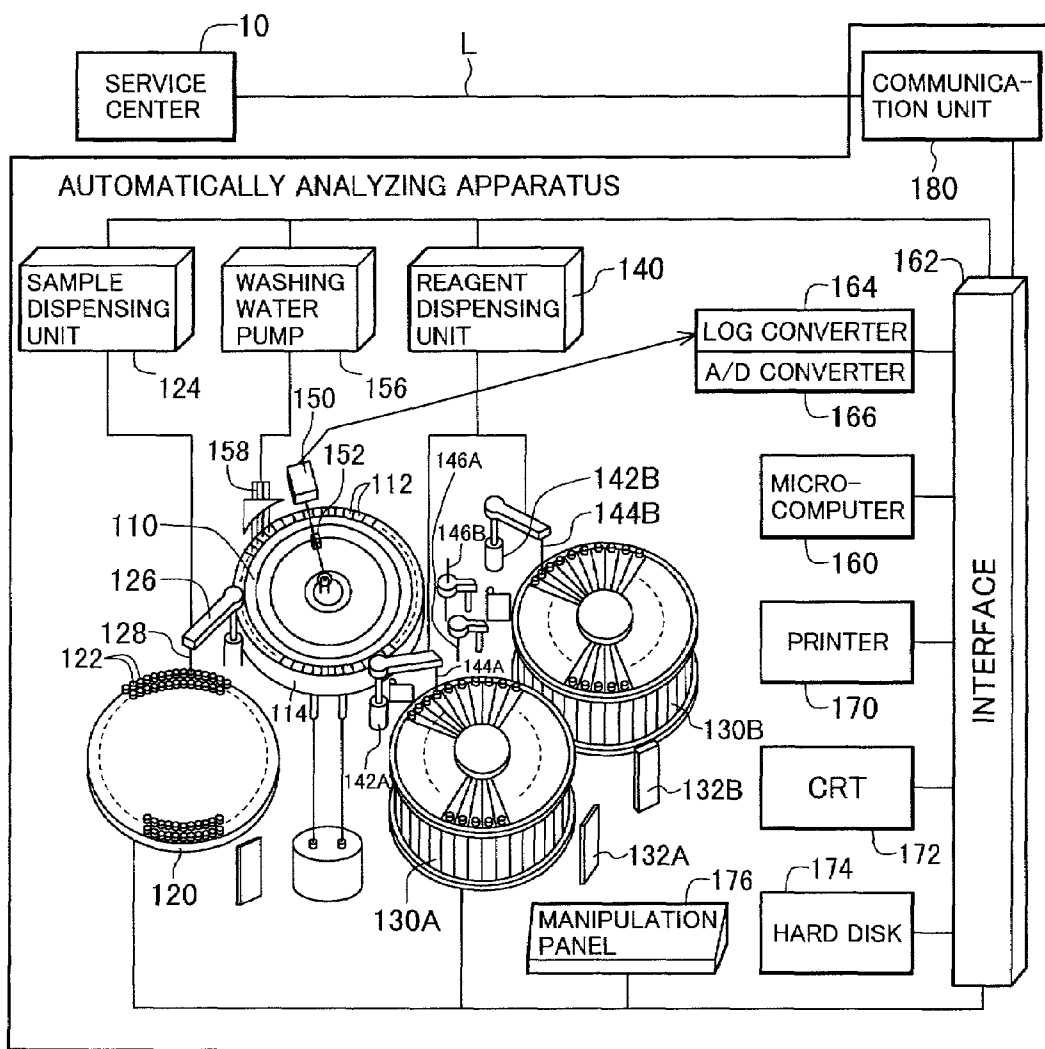 10
L
SERVICE
CENTER
COMMUNICA-
TION UNIT
180
AUTOMATICALLY ANALYZING APPARATUS
SAMPLE
DISPENSING
UNIT
124
WASHING
WATER
PUMP
156
REAGENT
DISPENSING
UNIT
140
162
164
LOG CONVERTER
A/D CONVERTER
166
150
158
152
112
146A
142B
144B
146B
110
126
128
122
114
144A
142A
MICRO-
COMPUTER
160
INTERFACE
PRINTER
170
130B
132B
CRT
172
132A
120
130A
176
MANIPULATION
PANEL
174
HARD DISK